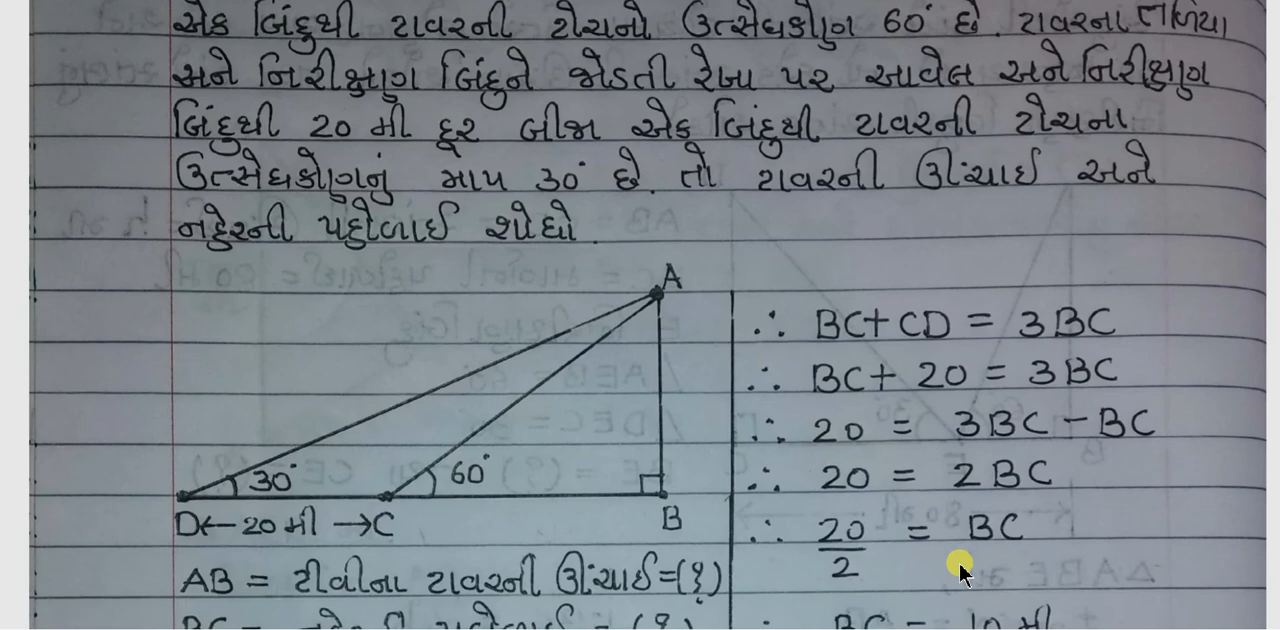 એક બિંદુથી ટાવરની ટોચનો ઉત્સેધકોણ 60° છે. ટાવરના તળિયા
અને નિરીક્ષણ બિંદુને જોડતી રેખા પર આવેલ અને નિરીક્ષણ
બિંદુથી 20 મી દૂર બીજા એક બિંદુથી ટાવરની ટોચના
ઉત્સેધકોણનું માપ 30° છે. તો ટાવરની ઊંચાઈ અને
નહેરની પહોળાઈ શોધો.
A
30°
60°
D ← 20 મી → C
B
AB = ટીવીના ટાવરની ઊંચાઈ = (?)
∴ BC + CD = 3BC
∴ BC + 20 = 3BC
∴ 20 = 3BC - BC
∴ 20 = 2BC
∴ 20/2 = BC
BC = 10 મી